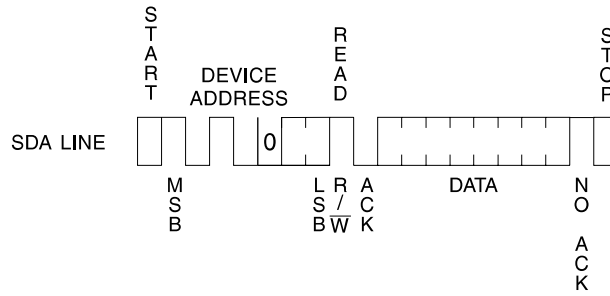 START
DEVICE
ADDRESS
READ
STOP
SDA LINE
0
MSB
LSB
R/W̅
ACK
DATA
NO ACK